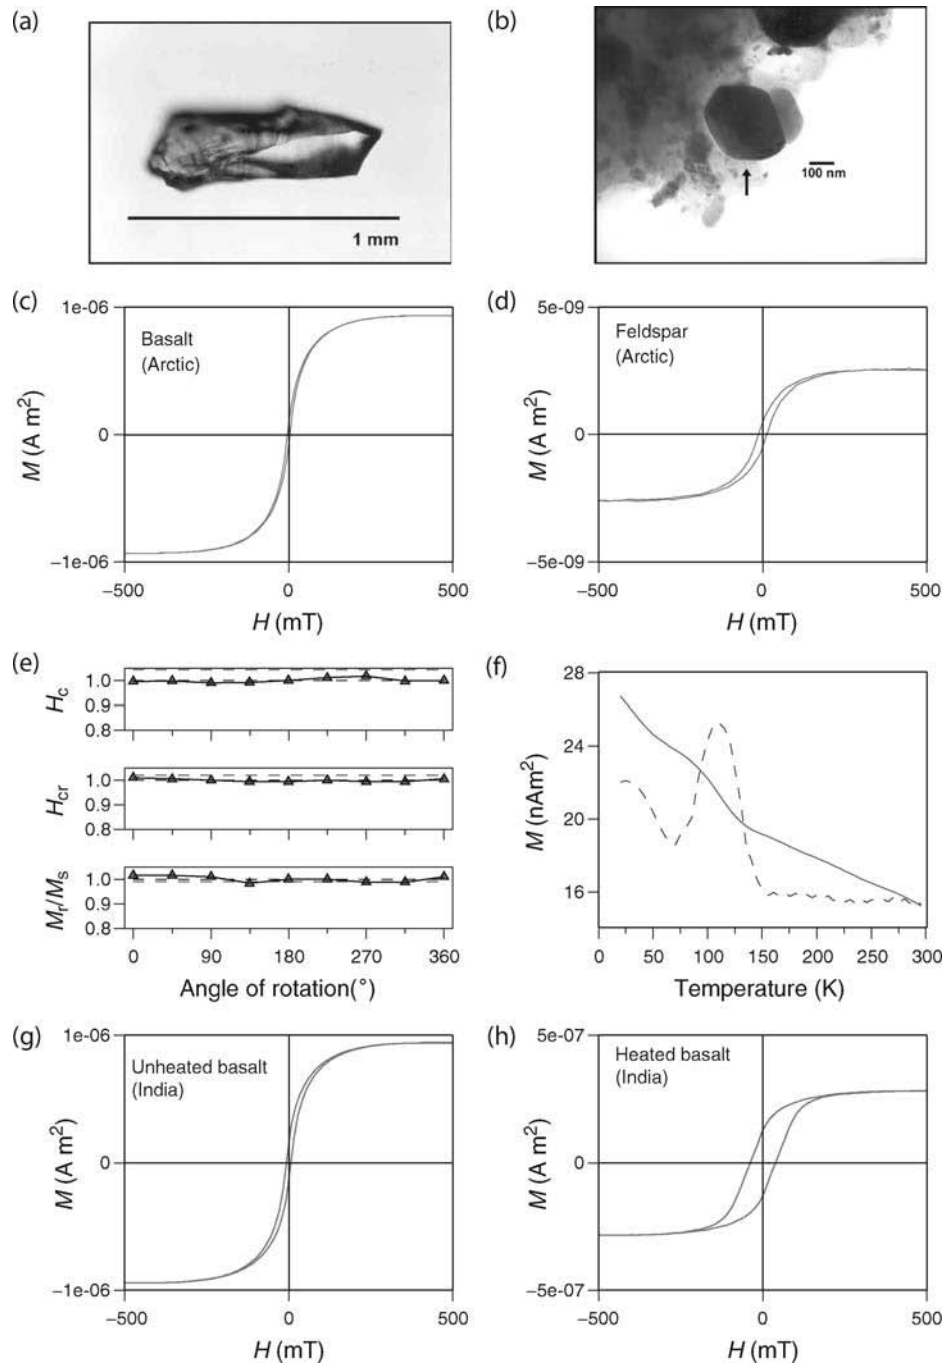 (a)
1 mm
(b)
100 nm
(c)
1e-06
Basalt
(Arctic)
M (A m²)
0
−1e-06
−500
0
500
H (mT)
(d)
5e-09
Feldspar
(Arctic)
M (A m²)
0
−5e-09
−500
0
500
H (mT)
(e)
1.0
0.9
0.8
Hc
1.0
0.9
0.8
Hcr
1.0
0.9
0.8
Mr/Ms
0
90
180
270
360
Angle of rotation(°)
(f)
28
24
20
16
M (nAm²)
0
50
100
150
200
250
300
Temperature (K)
(g)
1e-06
Unheated basalt
(India)
M (A m²)
0
−1e-06
−500
0
500
H (mT)
(h)
5e-07
Heated basalt
(India)
M (A m²)
0
−5e-07
−500
0
500
H (mT)